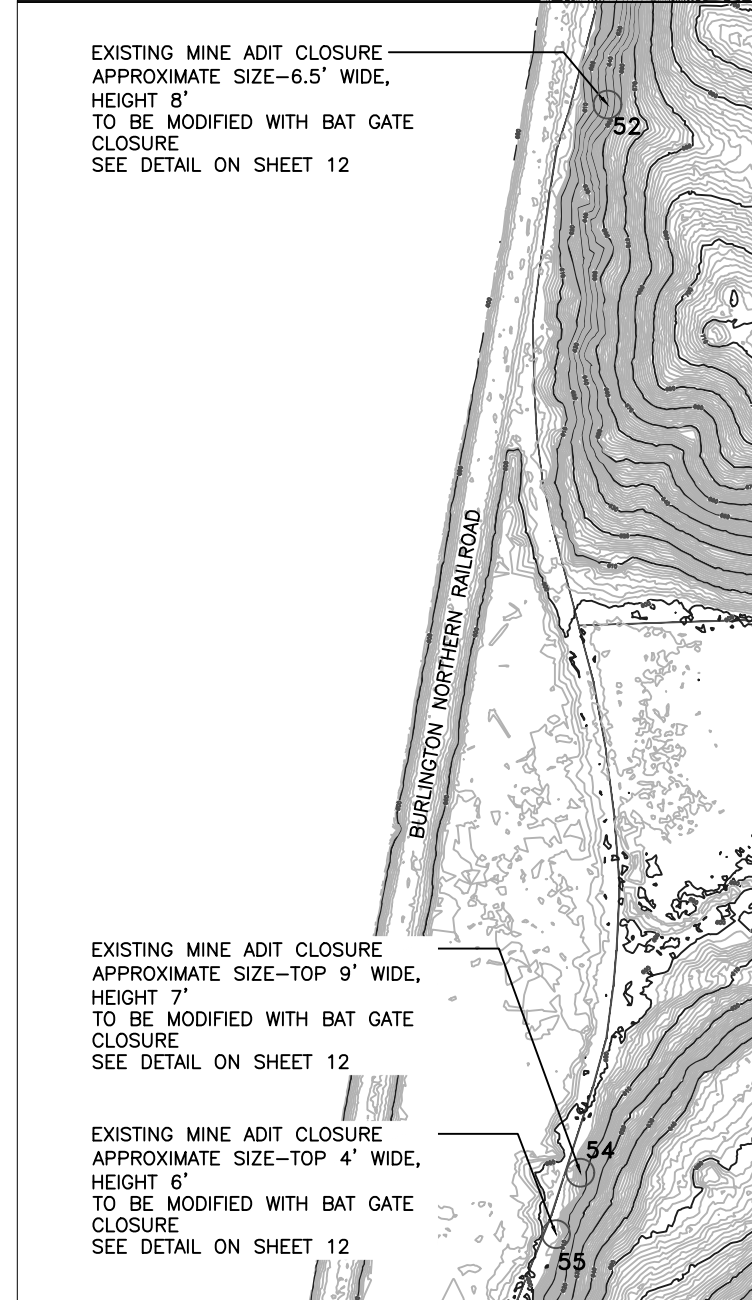 EXISTING MINE ADIT CLOSURE
APPROXIMATE SIZE–6.5' WIDE,
HEIGHT 8'
TO BE MODIFIED WITH BAT GATE
CLOSURE
SEE DETAIL ON SHEET 12
52
BURLINGTON NORTHERN RAILROAD
EXISTING MINE ADIT CLOSURE
APPROXIMATE SIZE–TOP 9' WIDE,
HEIGHT 7'
TO BE MODIFIED WITH BAT GATE
CLOSURE
SEE DETAIL ON SHEET 12
54
EXISTING MINE ADIT CLOSURE
APPROXIMATE SIZE–TOP 4' WIDE,
HEIGHT 6'
TO BE MODIFIED WITH BAT GATE
CLOSURE
SEE DETAIL ON SHEET 12
55